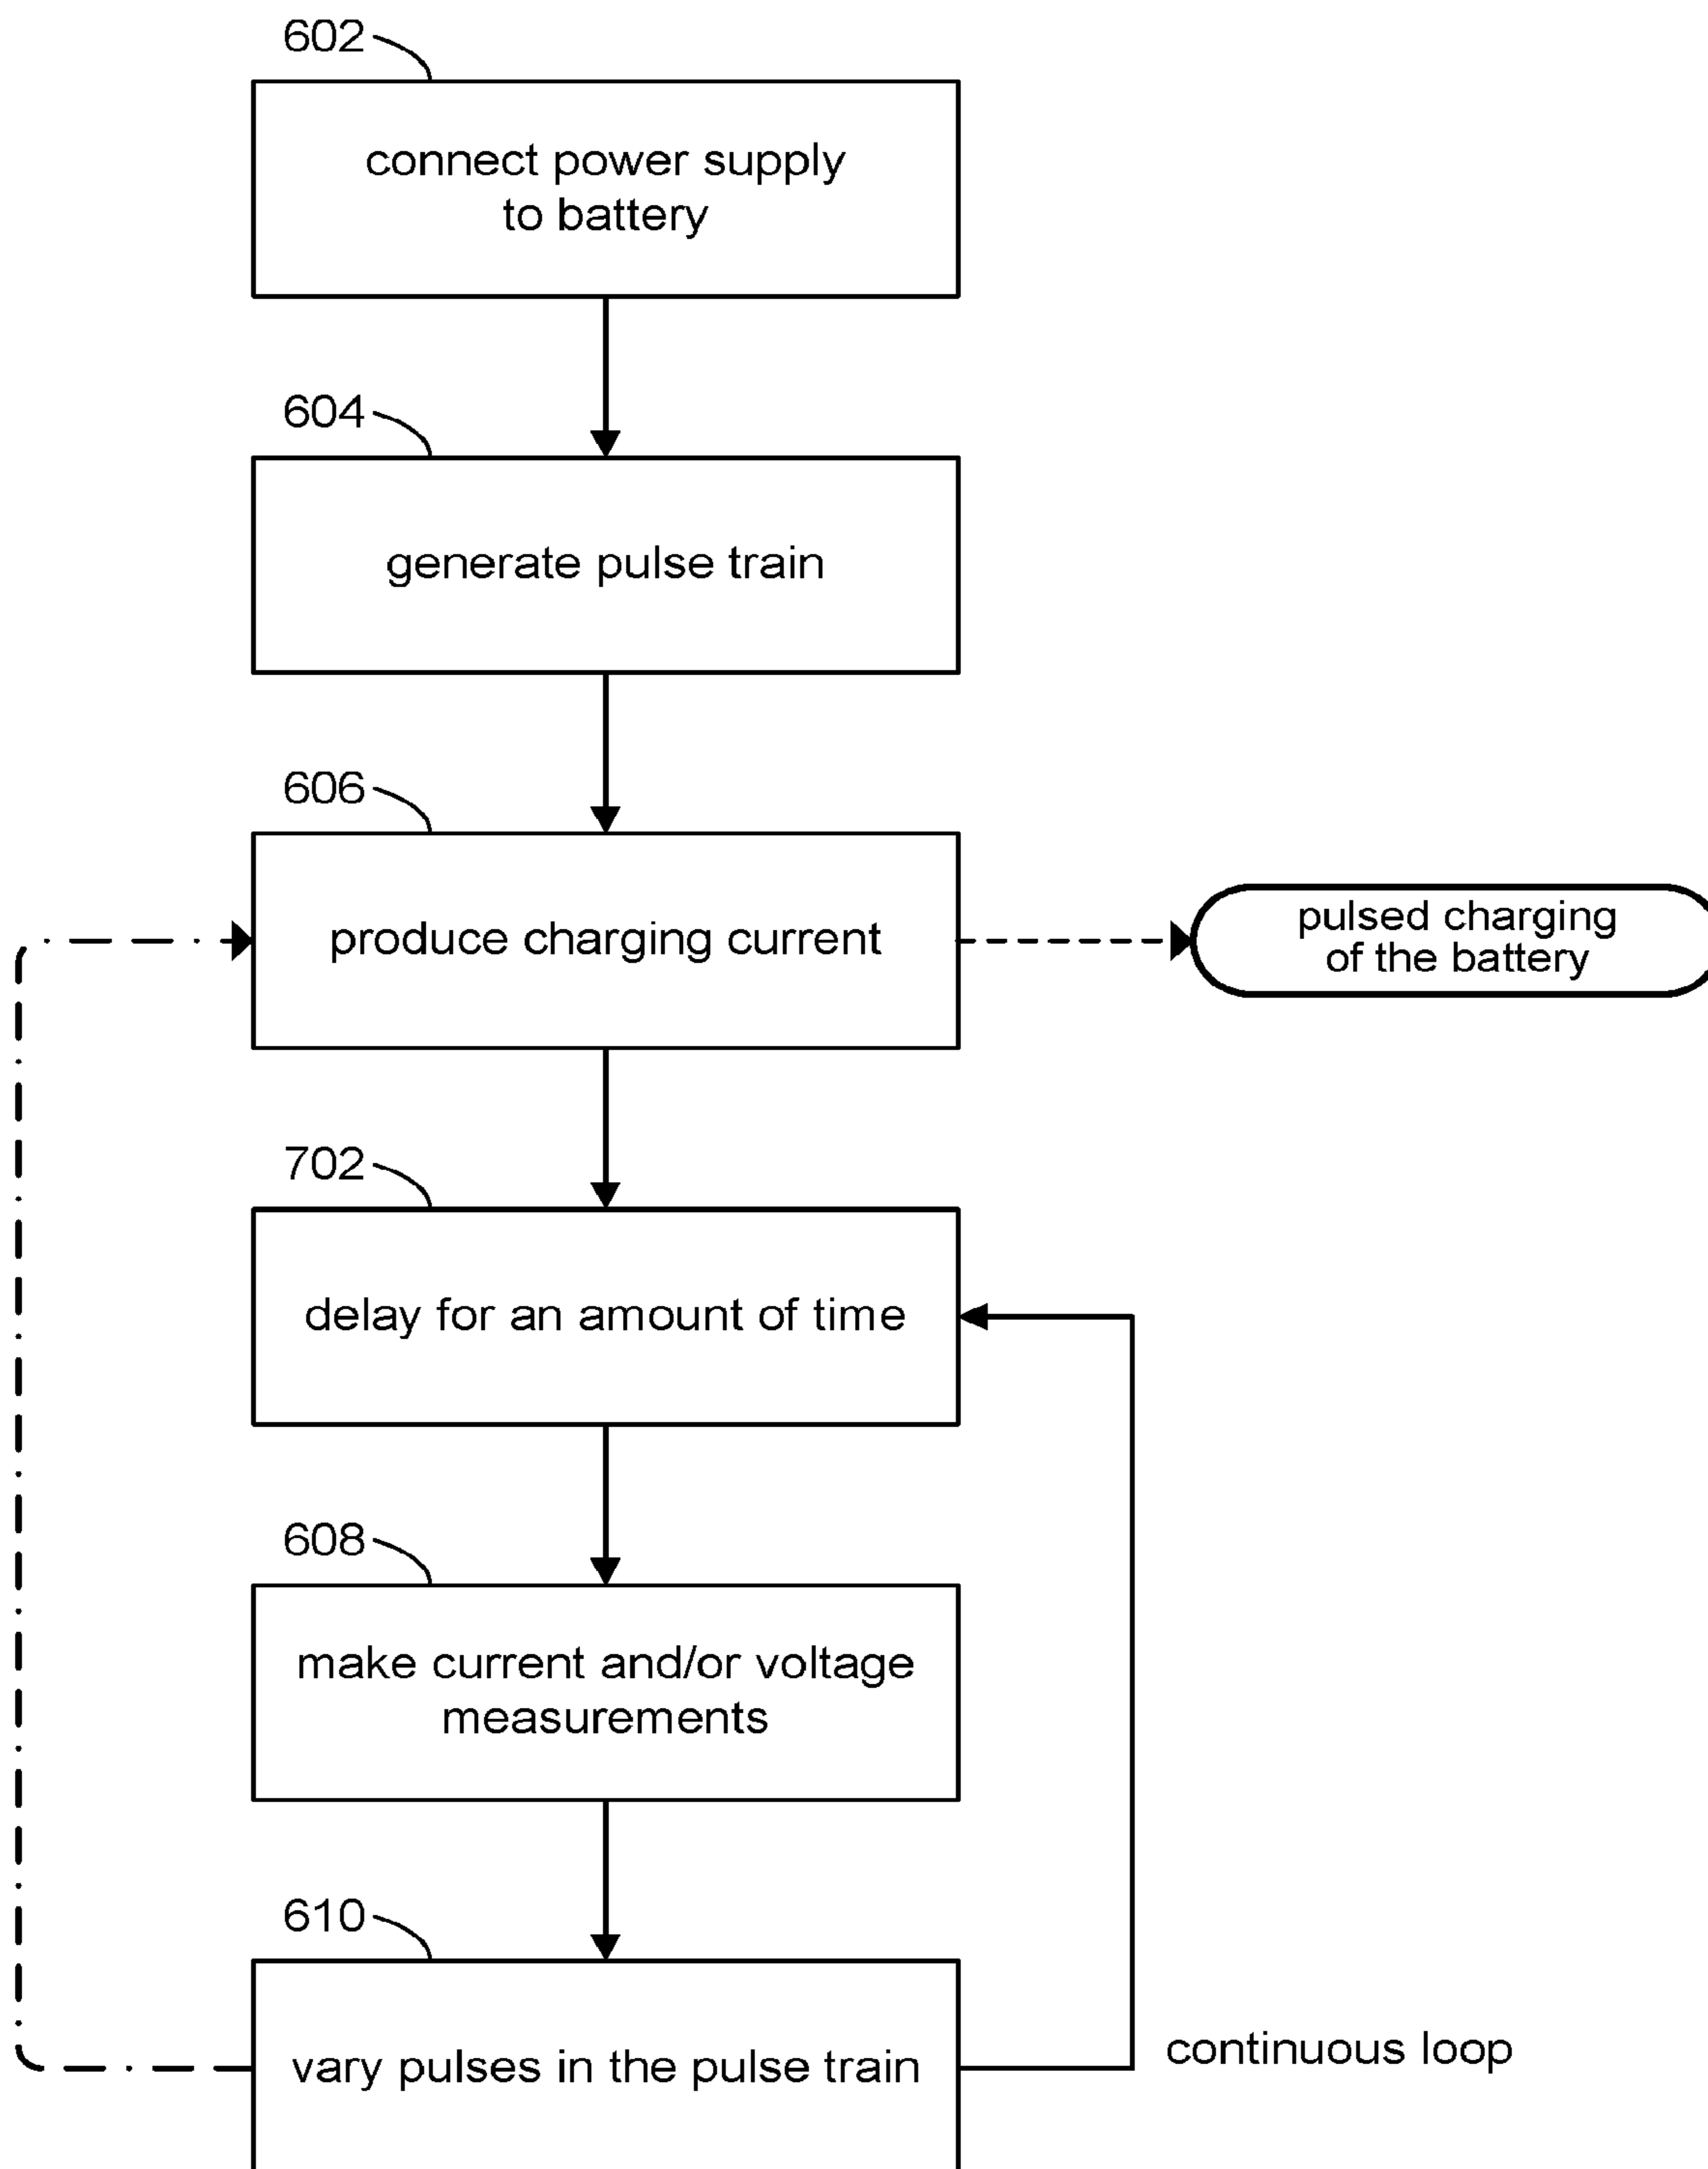 602
connect power supply
to battery
604
generate pulse train
606
produce charging current
pulsed charging
of the battery
702
delay for an amount of time
608
make current and/or voltage
measurements
610
vary pulses in the pulse train
continuous loop